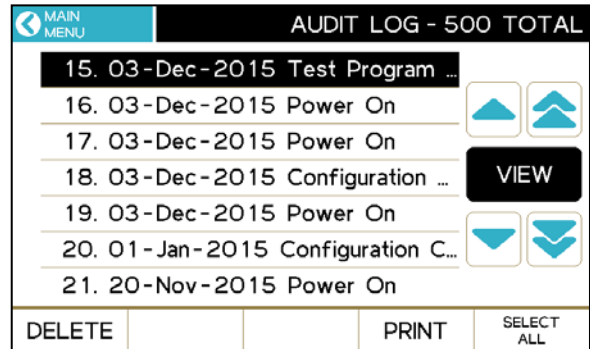 MAIN
MENU
AUDIT LOG - 500 TOTAL
15. 03-Dec-2015 Test Program ...
16. 03-Dec-2015 Power On
17. 03-Dec-2015 Power On
18. 03-Dec-2015 Configuration ...
19. 03-Dec-2015 Power On
20. 01-Jan-2015 Configuration C...
21. 20-Nov-2015 Power On
VIEW
DELETE
PRINT
SELECT
ALL